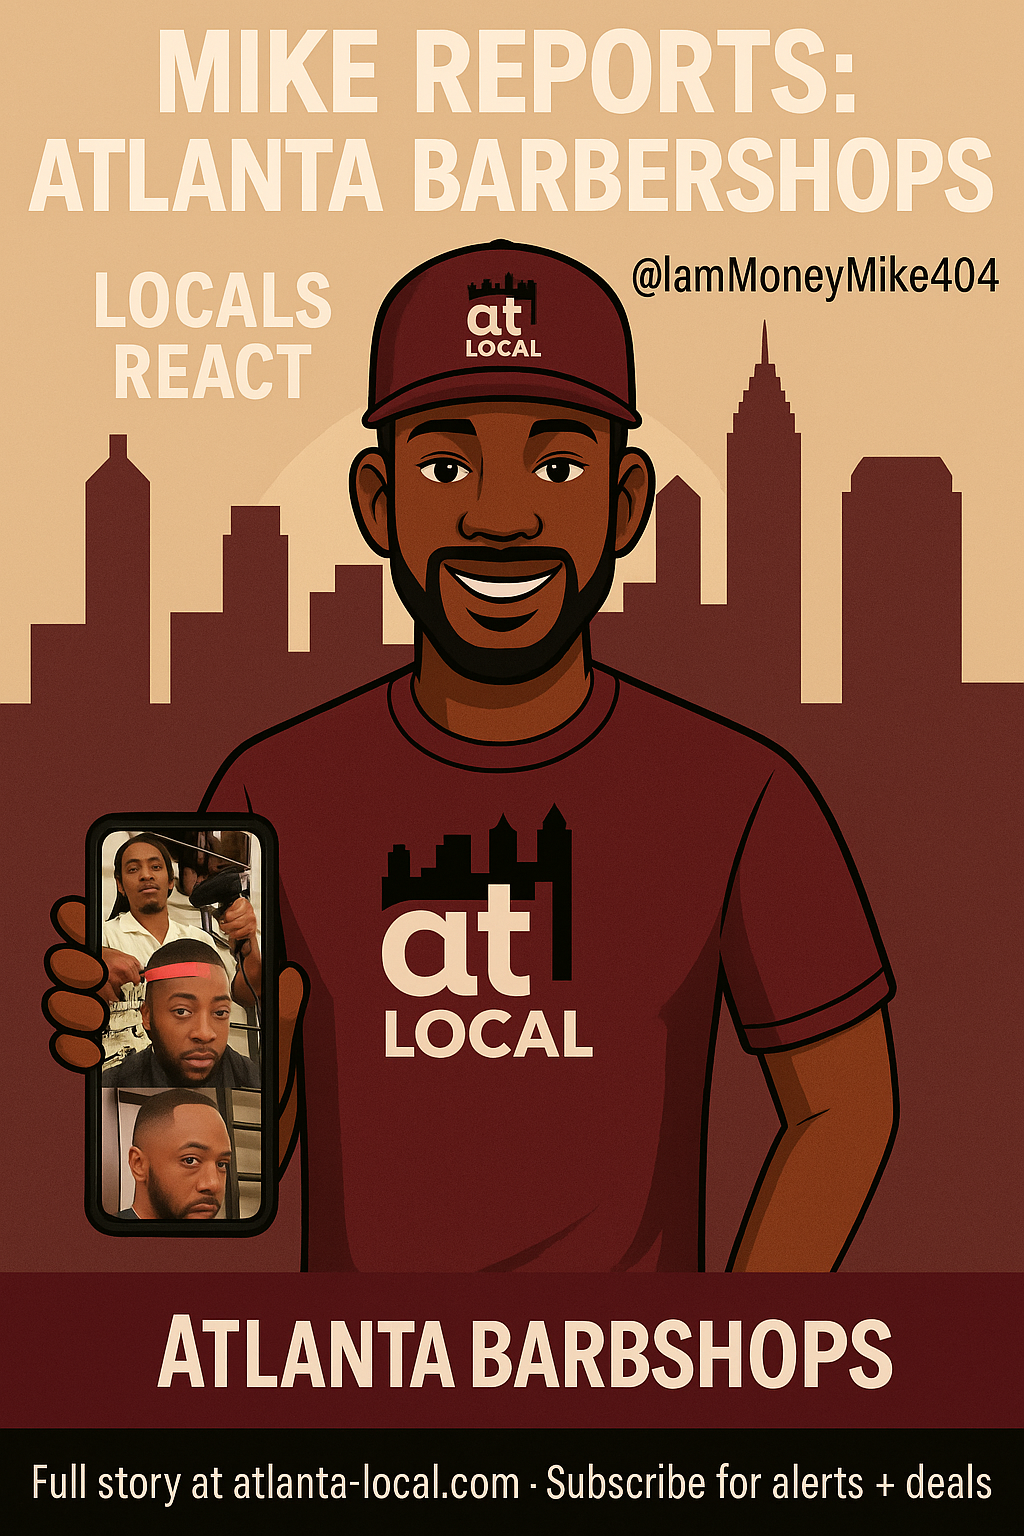 MIKE REPORTS:
ATLANTA BARBERSHOPS
@IamMoneyMike404
LOCALS
REACT
at
LOCAL
atl
LOCAL
ATLANTA BARBSHOPS
Full story at atlanta-local.com · Subscribe for alerts + deals